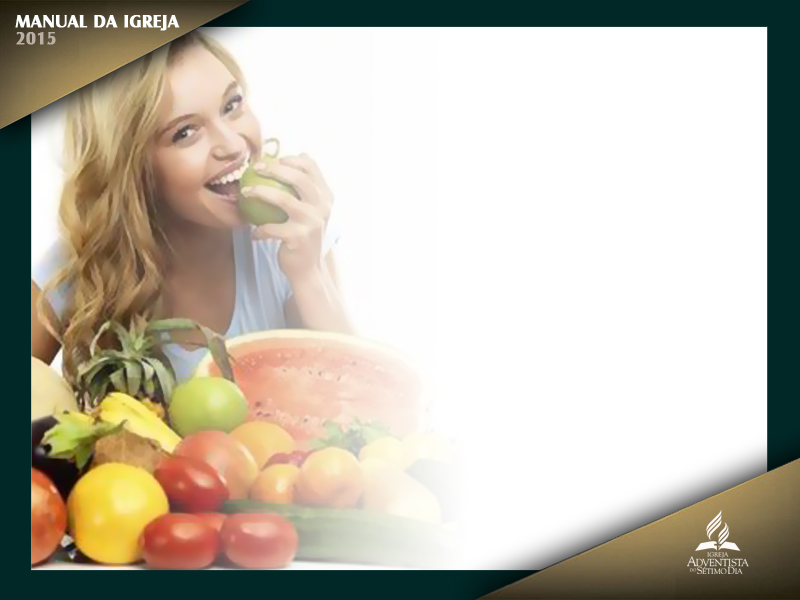 MANUAL DA IGREJA
2015
IGREJA
ADVENTISTA
DO SÉTIMO DIA